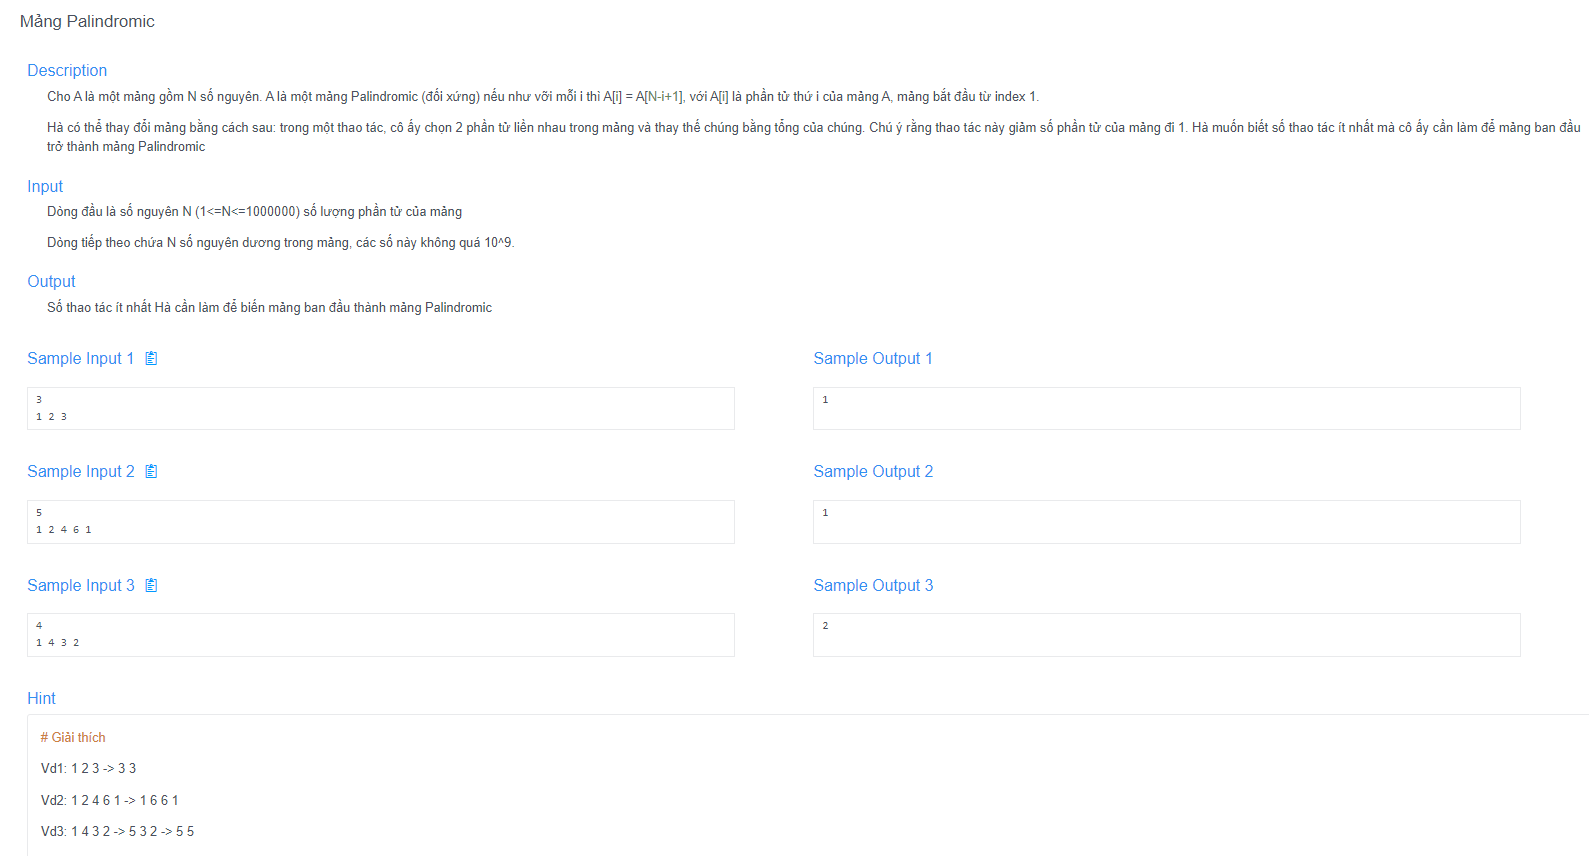 Mảng Palindromic
Description
Cho A là một mảng gồm N số nguyên. A là một mảng Palindromic (đối xứng) nếu như với mỗi i thì A[i] = A[N-i+1], với A[i] là phần tử thứ i của mảng A, mảng bắt đầu từ index 1.
Hà có thể thay đổi mảng bằng cách sau: trong một thao tác, cô ấy chọn 2 phần tử liền nhau trong mảng và thay thế chúng bằng tổng của chúng. Chú ý rằng thao tác này giảm số phần tử của mảng đi 1. Hà muốn biết số thao tác ít nhất mà cô ấy cần làm để mảng ban đầu
trở thành mảng Palindromic
Input
Dòng đầu là số nguyên N (1<=N<=1000000) số lượng phần tử của mảng
Dòng tiếp theo chứa N số nguyên dương trong mảng, các số này không quá 10^9.
Output
Số thao tác ít nhất Hà cần làm để biến mảng ban đầu thành mảng Palindromic
Sample Input 1
Sample Output 1
3
1 2 3
1
Sample Input 2
Sample Output 2
5
1 2 4 6 1
1
Sample Input 3
Sample Output 3
4
1 4 3 2
2
Hint
# Giải thích
Vd1: 1 2 3 -> 3 3
Vd2: 1 2 4 6 1 -> 1 6 6 1
Vd3: 1 4 3 2 -> 5 3 2 -> 5 5